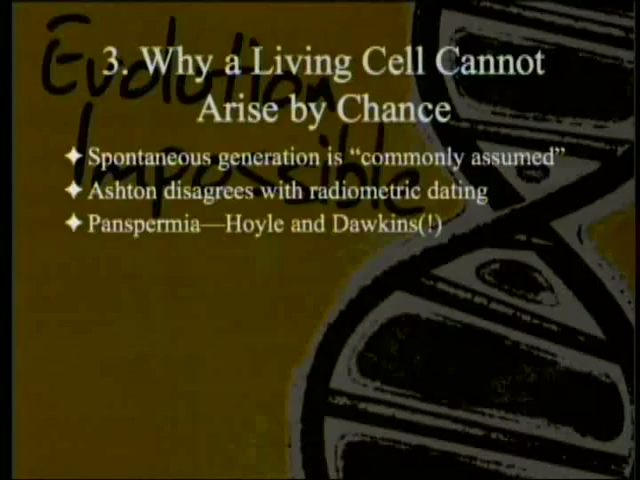 Evolution
Impossible
3. Why a Living Cell Cannot
Arise by Chance
Spontaneous generation is “commonly assumed”
Ashton disagrees with radiometric dating
Panspermia—Hoyle and Dawkins(!)